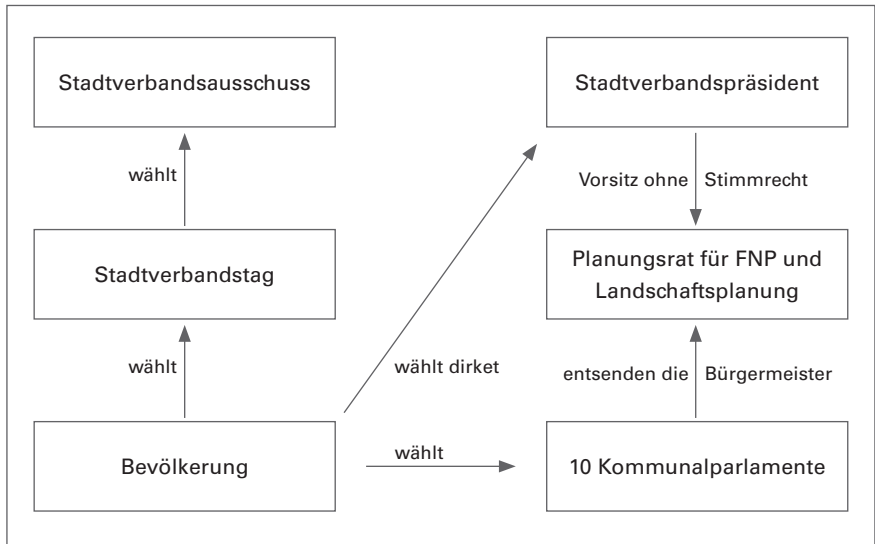 Stadtverbandsausschuss
Stadtverbandspräsident
wählt
Vorsitz ohne Stimmrecht
Stadtverbandstag
Planungsrat für FNP und
Landschaftsplanung
wählt
wählt dirket
entsenden die Bürgermeister
Bevölkerung
wählt
10 Kommunalparlamente